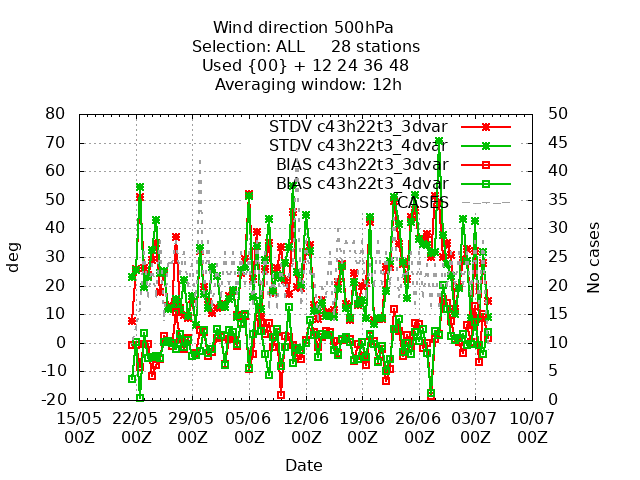 Wind direction 500hPa
Selection: ALL 28 stations
Used {00} + 12 24 36 48
Averaging window: 12h
STDV c43h22t3_3dvar
STDV c43h22t3_4dvar
BIAS c43h22t3_3dvar
BIAS c43h22t3_4dvar
CASES
deg
80
70
60
50
40
30
20
10
0
-10
-20
No cases
50
45
40
35
30
25
20
15
10
5
0
15/05 22/05 29/05 05/06 12/06 19/06 26/06 03/07 10/07
00Z 00Z 00Z 00Z 00Z 00Z 00Z 00Z 00Z
Date